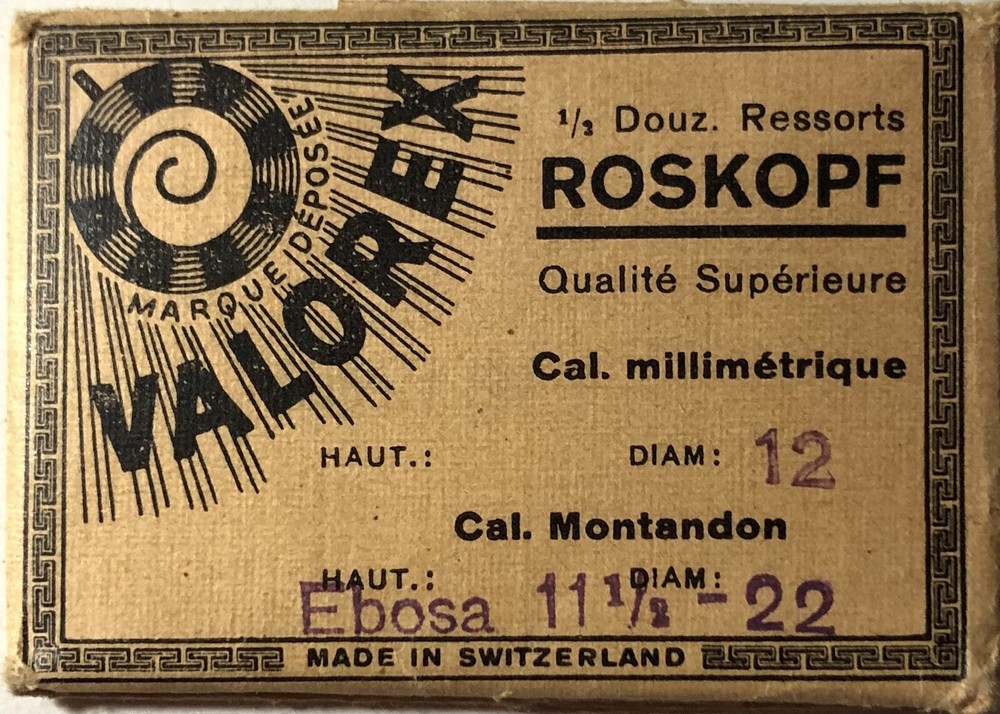 VALOREX
MARQUE DÉPOSÉE
1/2 Douz. Ressorts
ROSKOPF
Qualité Supérieure
Cal. millimétrique
HAUT.: DIAM: 12
Cal. Montandon
HAUT.: DIAM:
Ebosa 11 1/2 - 22
MADE IN SWITZERLAND